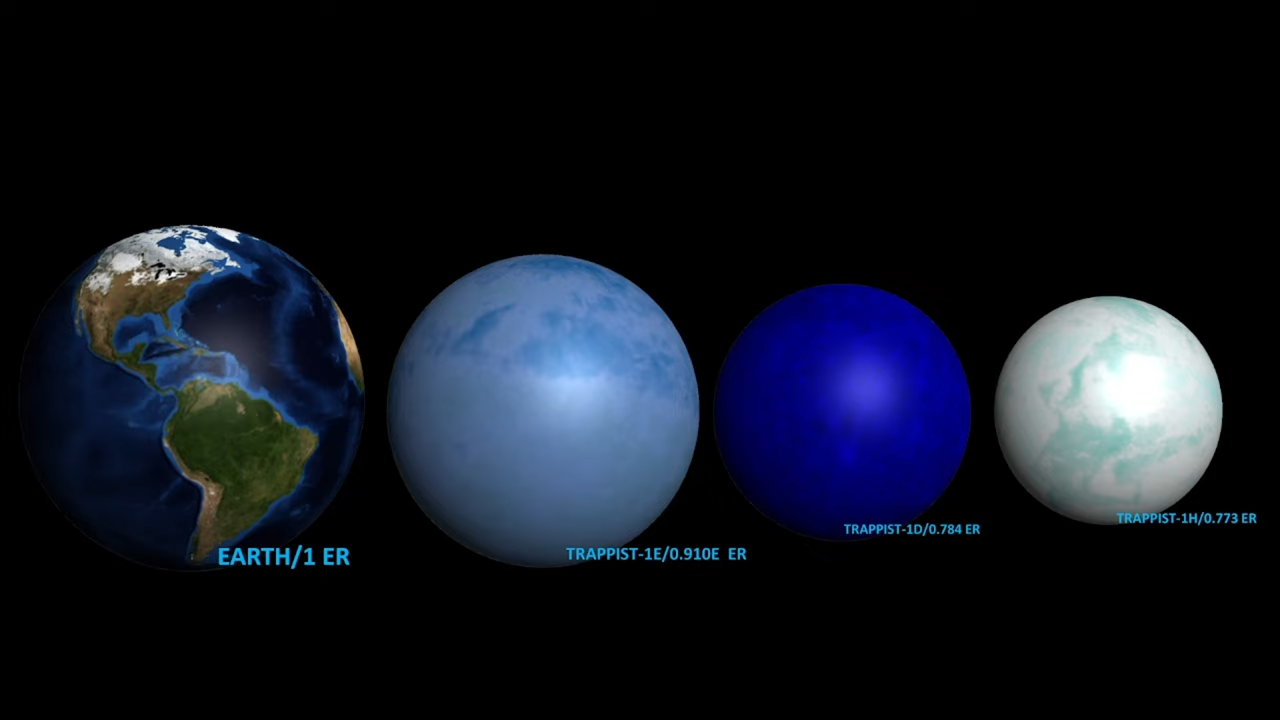 EARTH/1 ER
TRAPPIST-1E/0.910E  ER
TRAPPIST-1D/0.784 ER
TRAPPIST-1H/0.773 ER